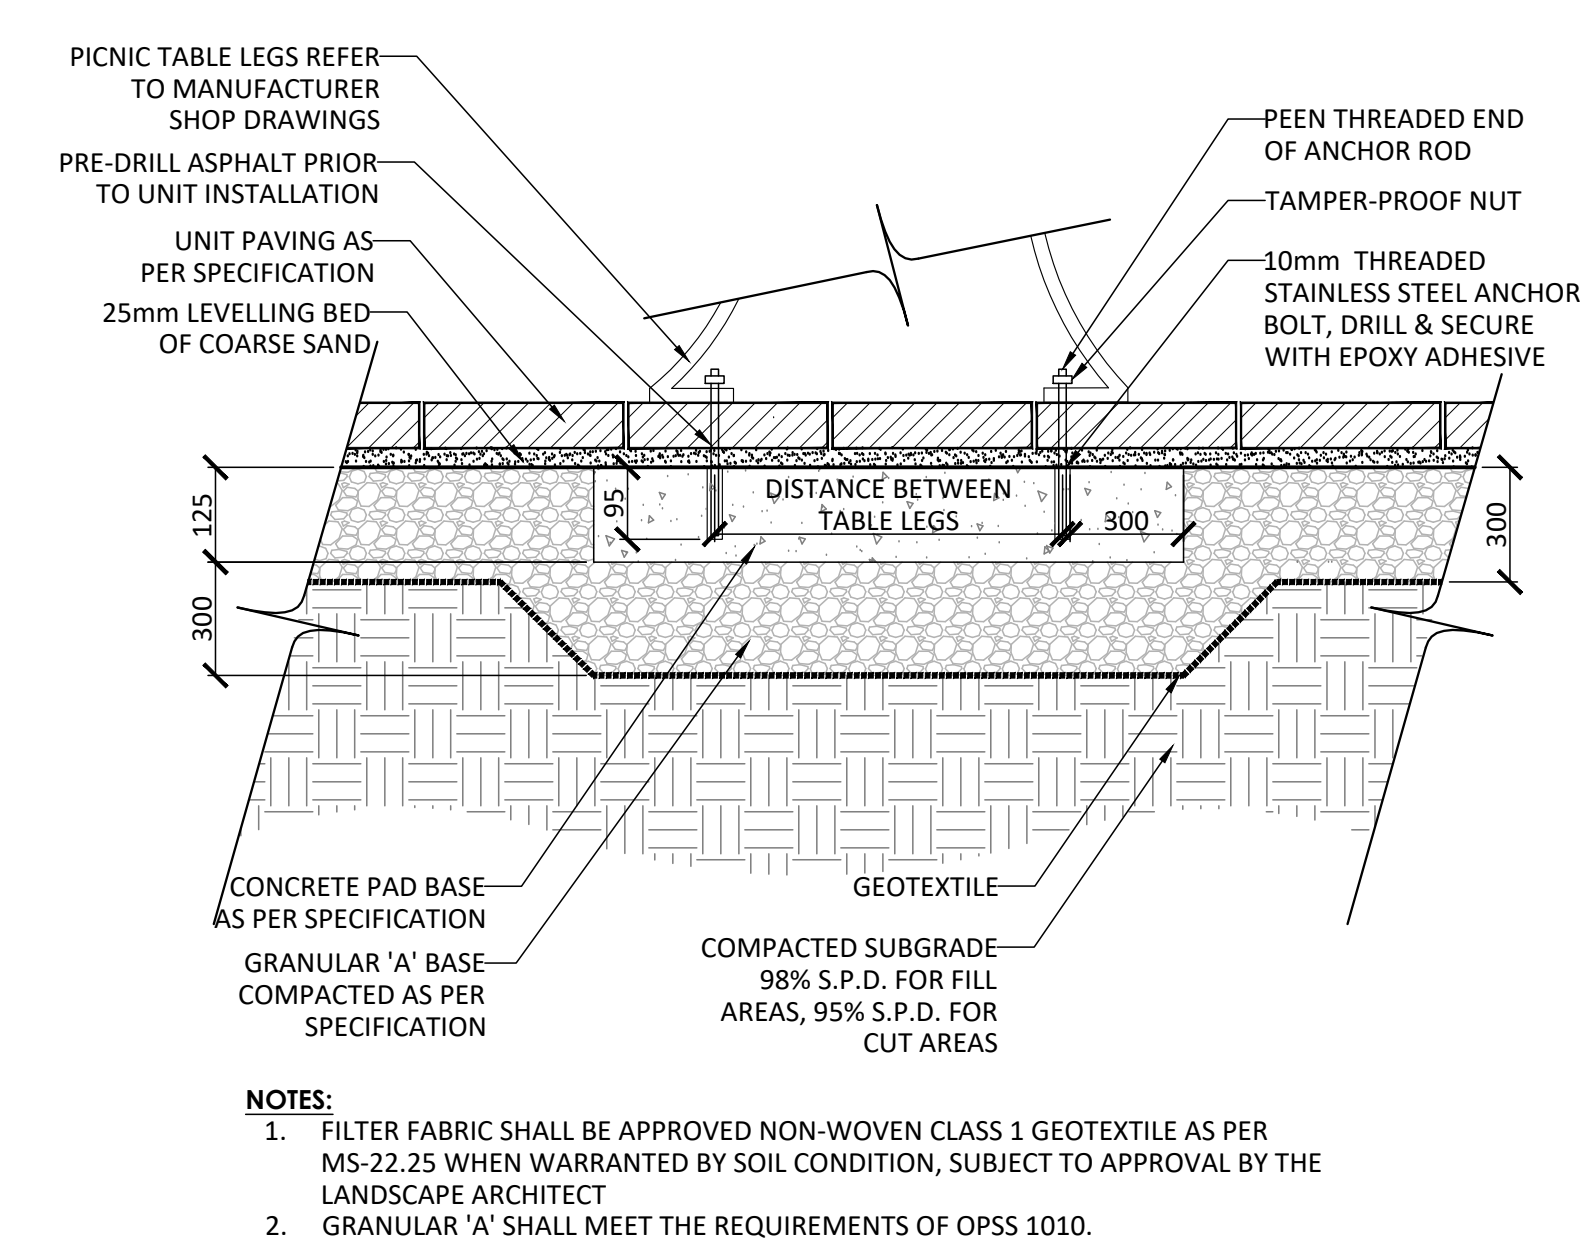 PICNIC TABLE LEGS REFER
TO MANUFACTURER
SHOP DRAWINGS
PRE-DRILL ASPHALT PRIOR
TO UNIT INSTALLATION
UNIT PAVING AS
PER SPECIFICATION
25mm LEVELLING BED
OF COARSE SAND
PEEN THREADED END
OF ANCHOR ROD
TAMPER-PROOF NUT
10mm THREADED
STAINLESS STEEL ANCHOR
BOLT, DRILL & SECURE
WITH EPOXY ADHESIVE
125
300
95
DISTANCE BETWEEN
TABLE LEGS
300
300
CONCRETE PAD BASE
AS PER SPECIFICATION
GRANULAR 'A' BASE
COMPACTED AS PER
SPECIFICATION
GEOTEXTILE
COMPACTED SUBGRADE
98% S.P.D. FOR FILL
AREAS, 95% S.P.D. FOR
CUT AREAS
NOTES:
1. FILTER FABRIC SHALL BE APPROVED NON-WOVEN CLASS 1 GEOTEXTILE AS PER
MS-22.25 WHEN WARRANTED BY SOIL CONDITION, SUBJECT TO APPROVAL BY THE
LANDSCAPE ARCHITECT
2. GRANULAR 'A' SHALL MEET THE REQUIREMENTS OF OPSS 1010.